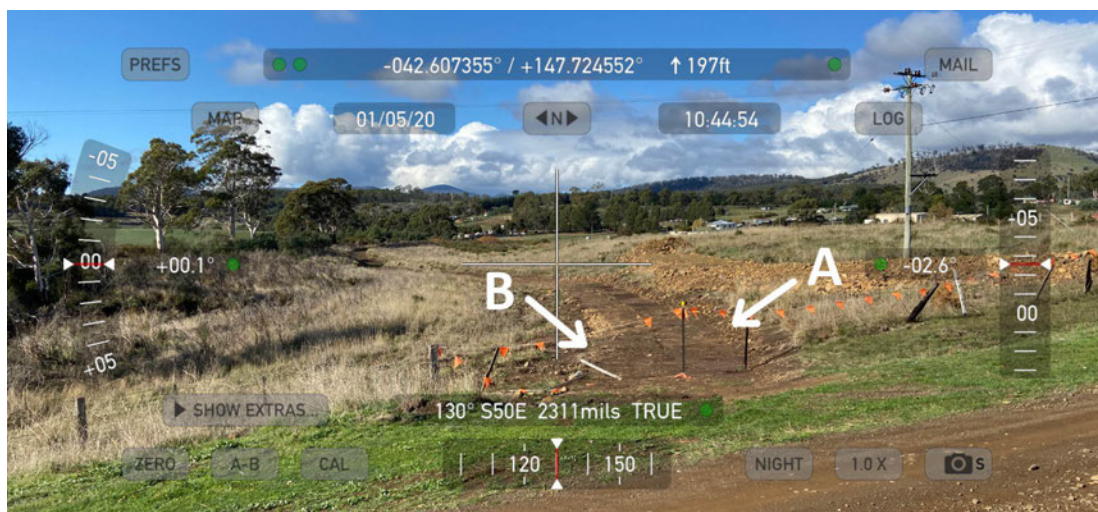 PREFS
-042.607355° / +147.724552° ↑ 197ft
MAIL
MAP
01/05/20
◀N▶
10:44:54
LOG
-05
00
+05
+00.1°
+05
00
-2.6°
A
B
▶ SHOW EXTRAS...
130° S50E 2311mils TRUE
ZERO
A-B
CAL
120
150
NIGHT
1.0 X
S